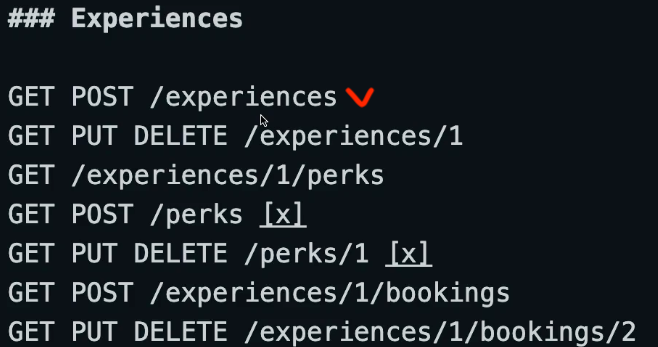 ### Experiences
GET POST /experiences
GET PUT DELETE /experiences/1
GET /experiences/1/perks
GET POST /perks [x]
GET PUT DELETE /perks/1 [x]
GET POST /experiences/1/bookings
GET PUT DELETE /experiences/1/bookings/2